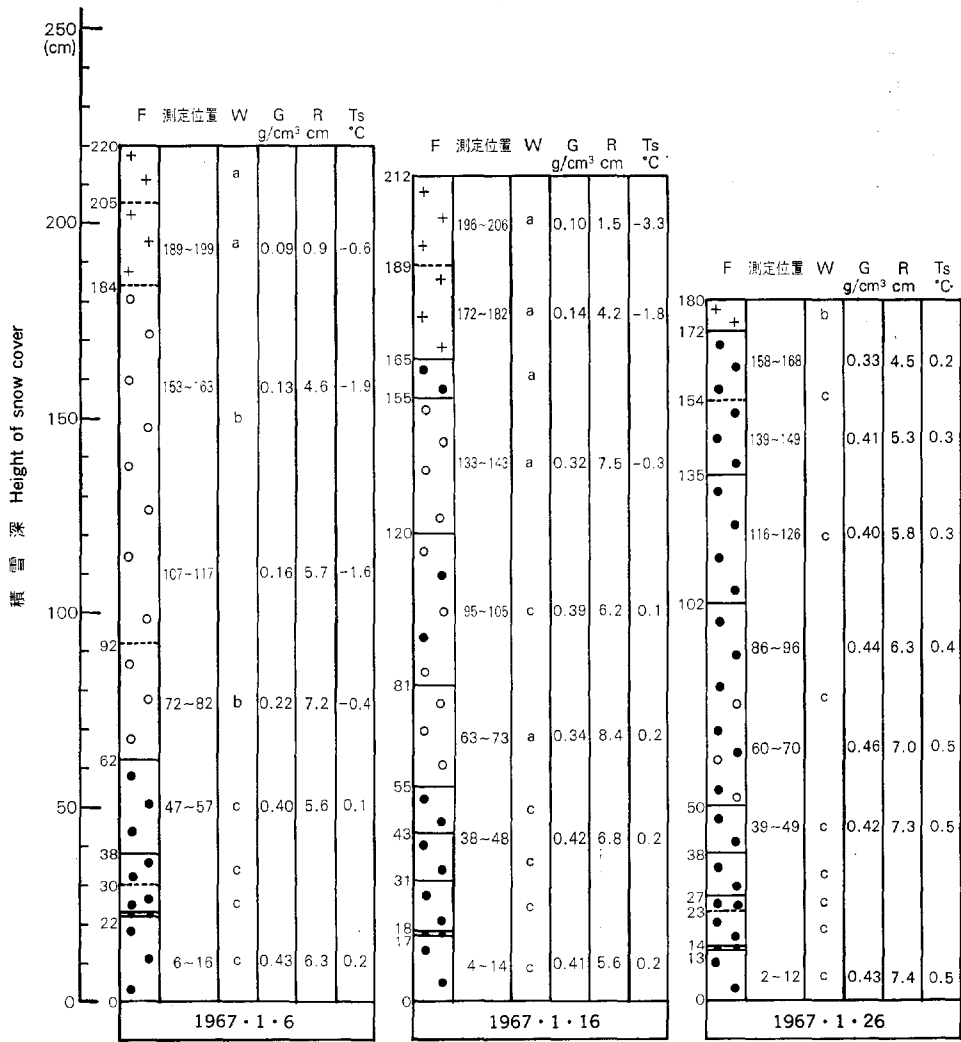 250
(cm)
200
150
100
50
0
積雪深 Height of snow cover
F 測定位置 W G R Ts
g/cm³ cm °C
220 a
205
189~199 a 0.09 0.9 -0.6
184
153~163 0.13 4.6 -1.9
b
107~117 0.16 5.7 -1.6
92
72~82 b 0.22 7.2 -0.4
62
47~57 c 0.40 5.6 0.1
38
c
30
c
22
6~16 c 0.43 6.3 0.2
0
1967・1・6
F 測定位置 W G R Ts
g/cm³ cm °C
212
196~206 a 0.10 1.5 -3.3
189
172~182 a 0.14 4.2 -1.8
165
a
155
133~143 a 0.32 7.5 -0.3
120
95~105 c 0.39 6.2 0.1
81
63~73 a 0.34 8.4 0.2
55
c
43
38~48 0.42 6.8 0.2
c
31
c
18
17
4~14 c 0.41 5.6 0.2
0
1967・1・16
F 測定位置 W G R Ts
g/cm³ cm °C
180
b
172
158~168 0.33 4.5 0.2
c
154
139~149 0.41 5.3 0.3
135
116~126 c 0.40 5.8 0.3
102
86~96 0.44 6.3 0.4
c
60~70 0.46 7.0 0.5
50
39~49 c 0.42 7.3 0.5
38
c
27
c
23
c
14
13
2~12 c 0.43 7.4 0.5
0
1967・1・26